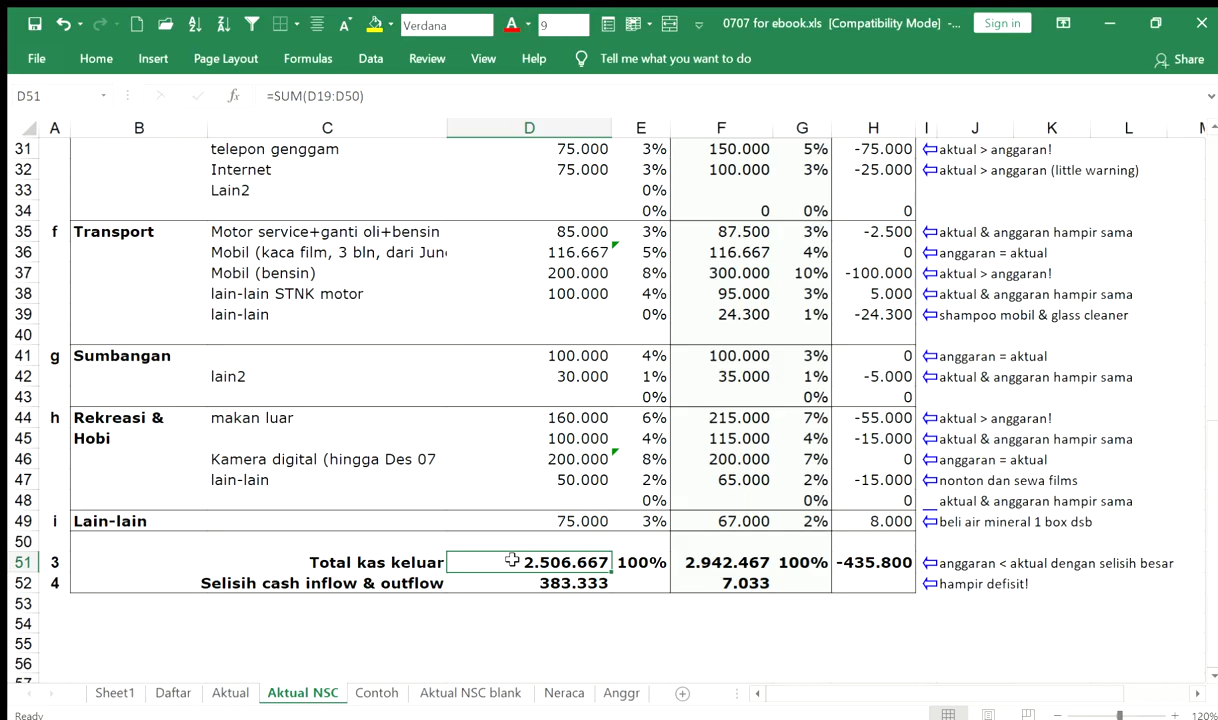 Verdana A 9 0707 for ebook.xls [Compatibility Mode] -... Sign in
File Home Insert Page Layout Formulas Data Review View Help Tell me what you want to do Share
D51 fx =SUM(D19:D50)
A B C D E F G H I J K L
31 telepon genggam 75.000 3% 150.000 5% -75.000 aktual > anggaran!
32 Internet 75.000 3% 100.000 3% -25.000 aktual > anggaran (little warning)
33 Lain2 0%
34 0% 0 0% 0
35 f Transport Motor service+ganti oli+bensin 85.000 3% 87.500 3% -2.500 aktual & anggaran hampir sama
36 Mobil (kaca film, 3 bln, dari Jun 116.667 5% 116.667 4% 0 anggaran = aktual
37 Mobil (bensin) 200.000 8% 300.000 10% -100.000 aktual > anggaran!
38 lain-lain STNK motor 100.000 4% 95.000 3% 5.000 aktual & anggaran hampir sama
39 lain-lain 0% 24.300 1% -24.300 shampoo mobil & glass cleaner
40
41 g Sumbangan 100.000 4% 100.000 3% 0 anggaran = aktual
42 lain2 30.000 1% 35.000 1% -5.000 aktual & anggaran hampir sama
43 0% 0% 0
44 h Rekreasi & makan luar 160.000 6% 215.000 7% -55.000 aktual > anggaran!
45 Hobi 100.000 4% 115.000 4% -15.000 aktual & anggaran hampir sama
46 Kamera digital (hingga Des 07 200.000 8% 200.000 7% 0 anggaran = aktual
47 lain-lain 50.000 2% 65.000 2% -15.000 nonton dan sewa films
48 0% 0% 0 aktual & anggaran hampir sama
49 i Lain-lain 75.000 3% 67.000 2% 8.000 beli air mineral 1 box dsb
50
51 3 Total kas keluar 2.506.667 100% 2.942.467 100% -435.800 anggaran < aktual dengan selisih besar
52 4 Selisih cash inflow & outflow 383.333 7.033 hampir defisit!
53
54
55
56
Sheet1 Daftar Aktual Aktual NSC Contoh Aktual NSC blank Neraca Anggr
Ready 120%